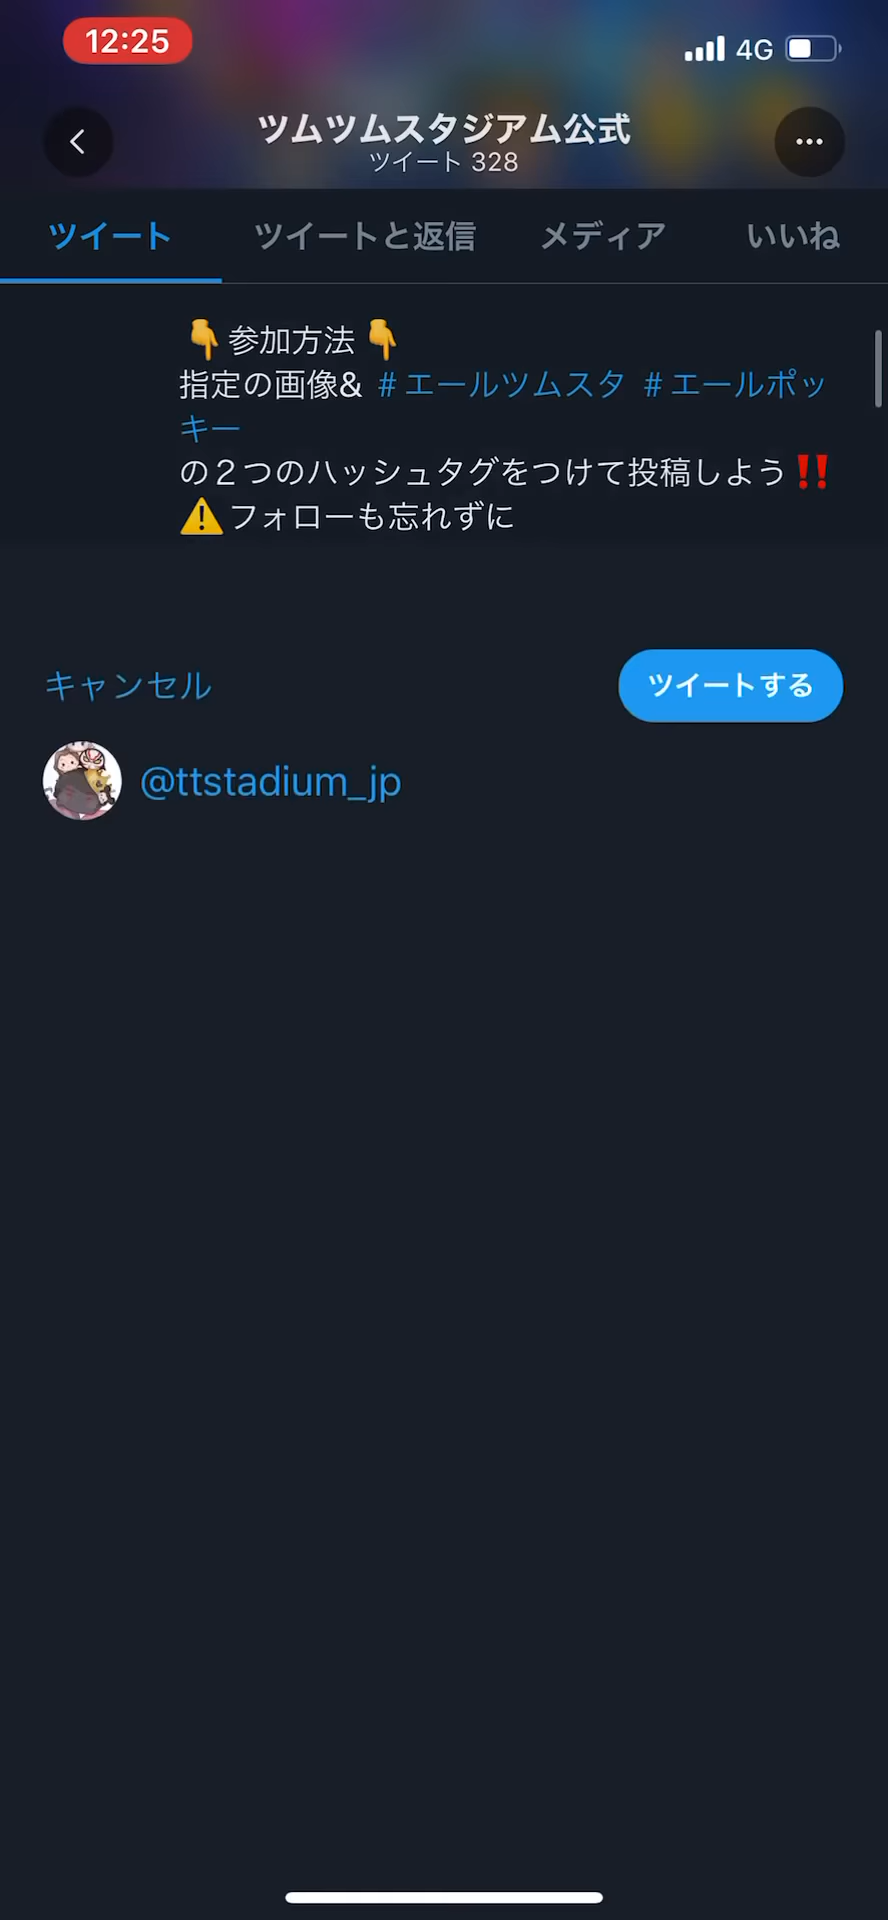 12:25
4G
ツムツムスタジアム公式
ツイート 328
ツイート ツイートと返信 メディア いいね
👇参加方法👇
指定の画像& #エールツムスタ #エールポッ
キー
の２つのハッシュタグをつけて投稿しよう‼️
⚠️フォローも忘れずに
キャンセル ツイートする
@ttstadium_jp